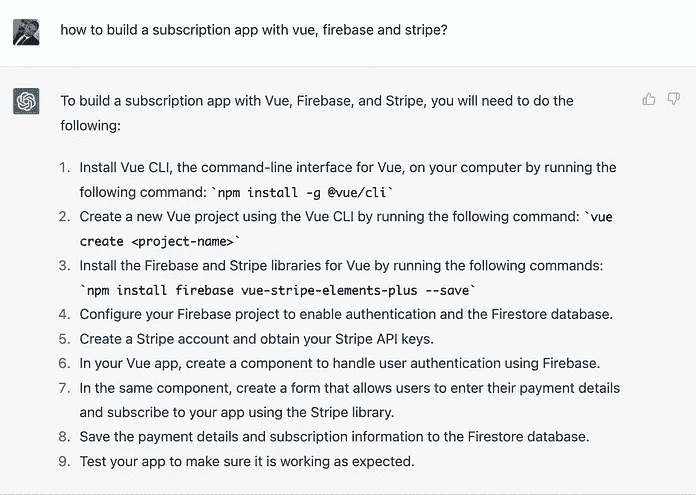 how to build a subscription app with vue, firebase and stripe?
To build a subscription app with Vue, Firebase, and Stripe, you will need to do the
following:
1. Install Vue CLI, the command-line interface for Vue, on your computer by running the
following command: `npm install -g @vue/cli`
2. Create a new Vue project using the Vue CLI by running the following command: `vue
create <project-name>`
3. Install the Firebase and Stripe libraries for Vue by running the following commands:
`npm install firebase vue-stripe-elements-plus --save`
4. Configure your Firebase project to enable authentication and the Firestore database.
5. Create a Stripe account and obtain your Stripe API keys.
6. In your Vue app, create a component to handle user authentication using Firebase.
7. In the same component, create a form that allows users to enter their payment details
and subscribe to your app using the Stripe library.
8. Save the payment details and subscription information to the Firestore database.
9. Test your app to make sure it is working as expected.